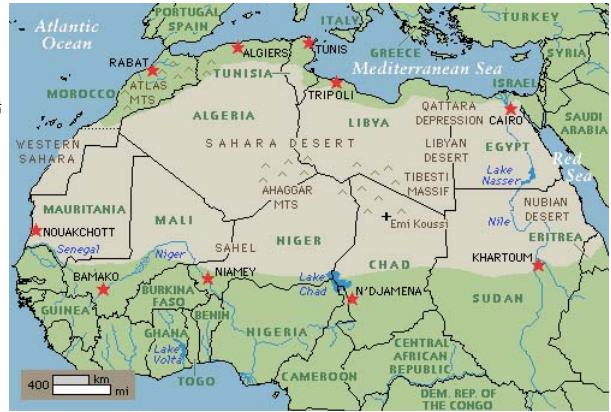 PORTUGAL
SPAIN
ITALY
TURKEY
Atlantic
Ocean
ALGIERS
TUNIS
GREECE
SYRIA
RABAT
TUNISIA
Mediterranean Sea
ISRAEL
ATLAS
MTS
MOROCCO
TRIPOLI
QATTARA
DEPRESSION
CAIRO
SAUDI
ARABIA
ALGERIA
LIBYA
WESTERN
SAHARA
SAHARA DESERT
LIBYAN
DESERT
EGYPT
Red
Sea
AHAGGAR
MTS
TIBESTI
MASSIF
Lake
Nasser
MAURITANIA
MALI
Emi Koussi
Nile
NUBIAN
DESERT
NOUAKCHOTT
NIGER
ERITREA
Senegal
Niger
SAHEL
CHAD
KHARTOUM
BAMAKO
NIAMEY
Lake
Chad
N'DJAMENA
SUDAN
BURKINA
FASO
GUINEA
BENIN
GHANA
NIGERIA
Lake
Volta
CENTRAL
AFRICAN
REPUBLIC
TOGO
CAMEROON
DEM. REP. OF
THE CONGO
400 km
mi